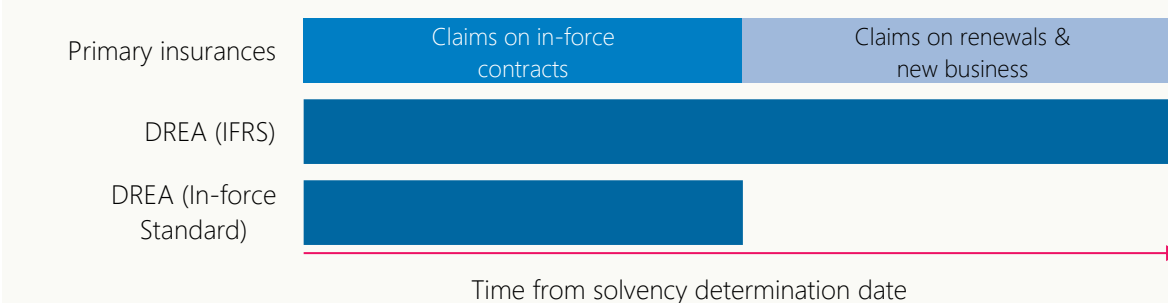 Primary insurances
Claims on in-force
contracts
Claims on renewals &
new business
DREA (IFRS)
DREA (In-force
Standard)
Time from solvency determination date